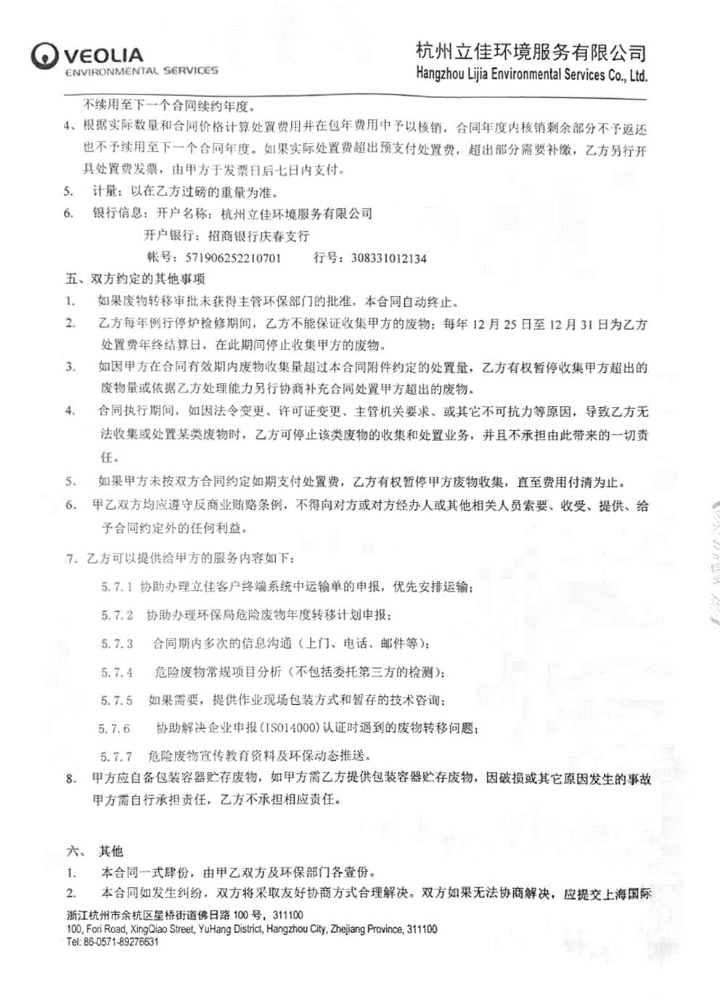 VEOLIA
ENVIRONMENTAL SERVICES
杭州立佳环境服务有限公司
Hangzhou Lijia Environmental Services Co., Ltd.
不续用至下一个合同续约年度。
4、根据实际数量和合同价格计算处置费用并在包年费用中予以核销，合同年度内核销剩余部分不予返还
也不予续用至下一个合同年度。如果实际处置费超出预支付处置费，超出部分需要补缴，乙方另行开
具处置费发票，由甲方于发票日后七日内支付。
5. 计量：以在乙方过磅的重量为准。
6. 银行信息：开户名称：杭州立佳环境服务有限公司
开户银行：招商银行庆春支行
帐号：571906252210701 行号：308331012134
五、双方约定的其他事项
1. 如果废物转移审批未获得主管环保部门的批准，本合同自动终止。
2. 乙方每年例行停炉检修期间，乙方不能保证收集甲方的废物；每年 12 月 25 日至 12 月 31 日为乙方
处置费年终结算日，在此期间停止收集甲方的废物。
3. 如因甲方在合同有效期内废物收集量超过本合同附件约定的处置量，乙方有权暂停收集甲方超出的
废物量或依据乙方处理能力另行协商补充合同处置甲方超出的废物。
4. 合同执行期间，如因法令变更、许可证变更、主管机关要求、或其它不可抗力等原因，导致乙方无
法收集或处置某类废物时，乙方可停止该类废物的收集和处置业务，并且不承担由此带来的一切责
任。
5. 如果甲方未按双方合同约定如期支付处置费，乙方有权暂停甲方废物收集，直至费用付清为止。
6. 甲乙双方均应遵守反商业贿赂条例，不得向对方或对方经办人或其他相关人员索要、收受、提供、给
予合同约定外的任何利益。
7. 乙方可以提供给甲方的服务内容如下：
5.7.1 协助办理立佳客户终端系统中运输单的申报，优先安排运输；
5.7.2 协助办理环保局危险废物年度转移计划申报；
5.7.3 合同期内多次的信息沟通（上门、电话、邮件等）；
5.7.4 危险废物常规项目分析（不包括委托第三方的检测）；
5.7.5 如果需要，提供作业现场包装方式和暂存的技术咨询；
5.7.6 协助解决企业申报(ISO14000)认证时遇到的废物转移问题；
5.7.7 危险废物宣传教育资料及环保动态推送。
8. 甲方应自备包装容器贮存废物，如甲方需乙方提供包装容器贮存废物，因破损或其它原因发生的事故
甲方需自行承担责任，乙方不承担相应责任。
六、 其他
1. 本合同一式肆份，由甲乙双方及环保部门各壹份。
2. 本合同如发生纠纷，双方将采取友好协商方式合理解决。双方如果无法协商解决，应提交上海国际
浙江杭州市余杭区星桥街道佛日路 100 号，311100
100, Fori Road, XingQiao Street, YuHang District, Hangzhou City, Zhejiang Province, 311100
Tel: 86-0571-89276631